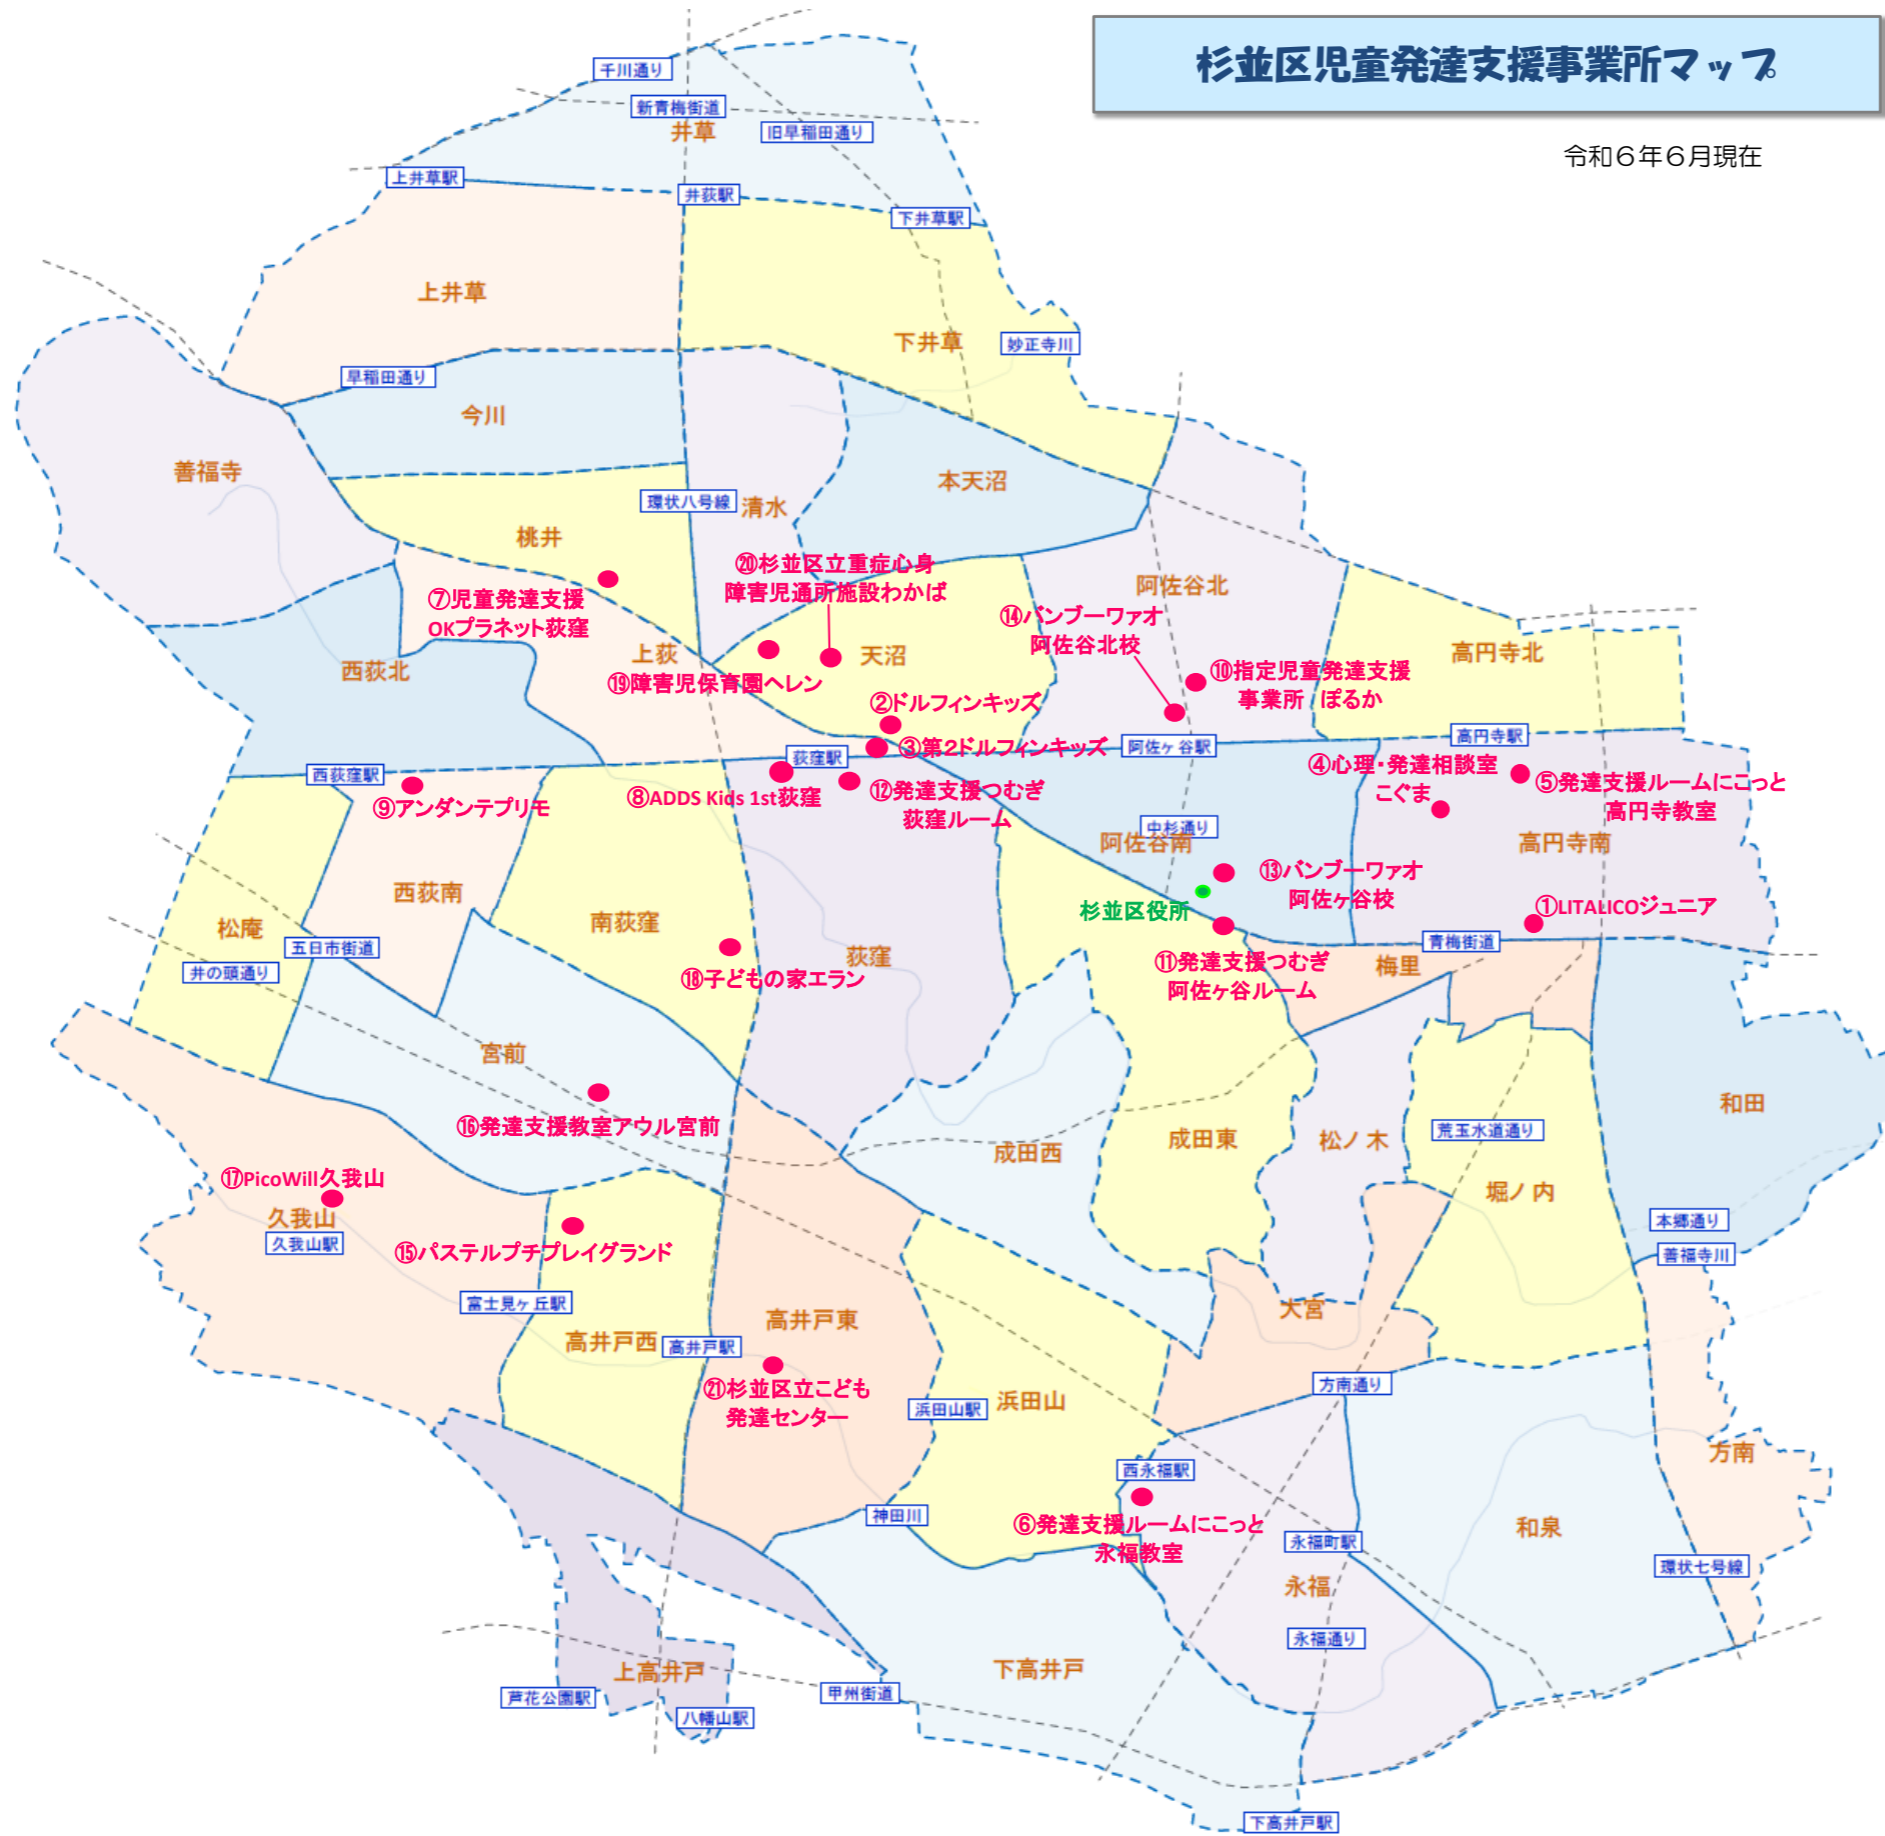 杉並区児童発達支援事業所マップ
令和6年6月現在
千川通り
新青梅街道
井草
旧早稲田通り
上井草駅
井荻駅
下井草駅
上井草
下井草
妙正寺川
早稲田通り
今川
善福寺
本天沼
環状八号線
清水
桃井
⑳杉並区立重症心身
障害児通所施設わかば
阿佐谷北
⑦児童発達支援
OKプラネット荻窪
⑭バンブーワァオ
阿佐谷北校
上荻
天沼
高円寺北
西荻北
⑩指定児童発達支援
事業所 ぽるか
⑲障害児保育園ヘレン
②ドルフィンキッズ
③第2ドルフィンキッズ
阿佐ヶ谷駅
高円寺駅
荻窪駅
西荻窪駅
④心理・発達相談室
こぐま
⑤発達支援ルームにこっと
高円寺教室
⑨アンダンテプリモ
⑧ADDS Kids 1st荻窪
⑫発達支援つむぎ
荻窪ルーム
中杉通り
阿佐谷南
高円寺南
⑬バンブーワァオ
阿佐ヶ谷校
西荻南
南荻窪
杉並区役所
①LITALICOジュニア
松庵
五日市街道
荻窪
青梅街道
井の頭通り
⑱子どもの家エラン
⑪発達支援つむぎ
阿佐ヶ谷ルーム
梅里
宮前
和田
⑯発達支援教室アウル宮前
成田西
成田東
松ノ木
荒玉水道通り
⑰PicoWill久我山
久我山
久我山駅
堀ノ内
本郷通り
善福寺川
⑮パステルプチプレイグランド
富士見ヶ丘駅
高井戸西
高井戸駅
高井戸東
大宮
㉑杉並区立こども
発達センター
浜田山駅
浜田山
方南通り
方南
西永福駅
神田川
⑥発達支援ルームにこっと
永福教室
和泉
永福町駅
環状七号線
永福
永福通り
上高井戸
下高井戸
芦花公園駅
甲州街道
八幡山駅
下高井戸駅